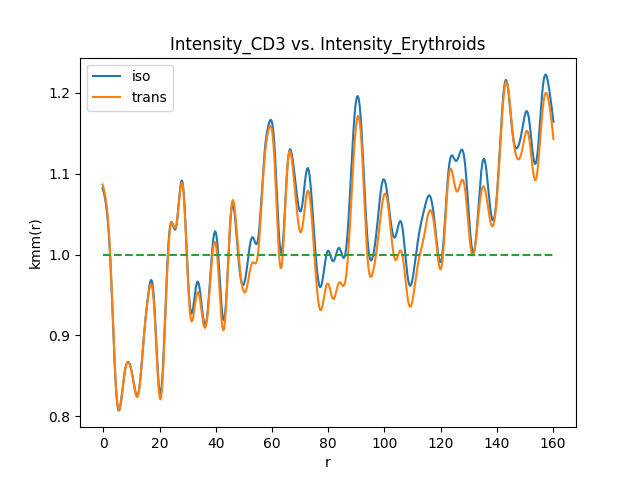 Intensity_CD3 vs. Intensity_Erythroids
iso
trans
1.2
1.1
1.0
0.9
0.8
kmm(r)
0 20 40 60 80 100 120 140 160
r